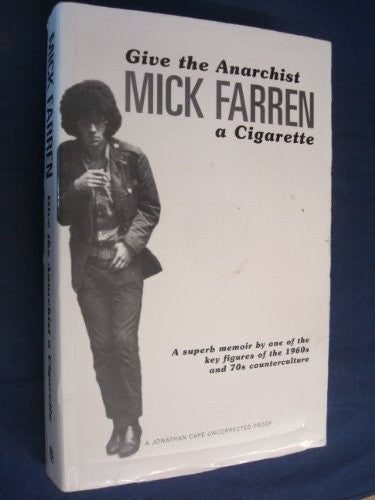 Give the Anarchist
MICK FARREN
a Cigarette
A superb memoir by one of the
key figures of the 1960s
and 70s counterculture
A JONATHAN CAPE UNCORRECTED PROOF
MICK FARREN Give the Anarchist a Cigarette